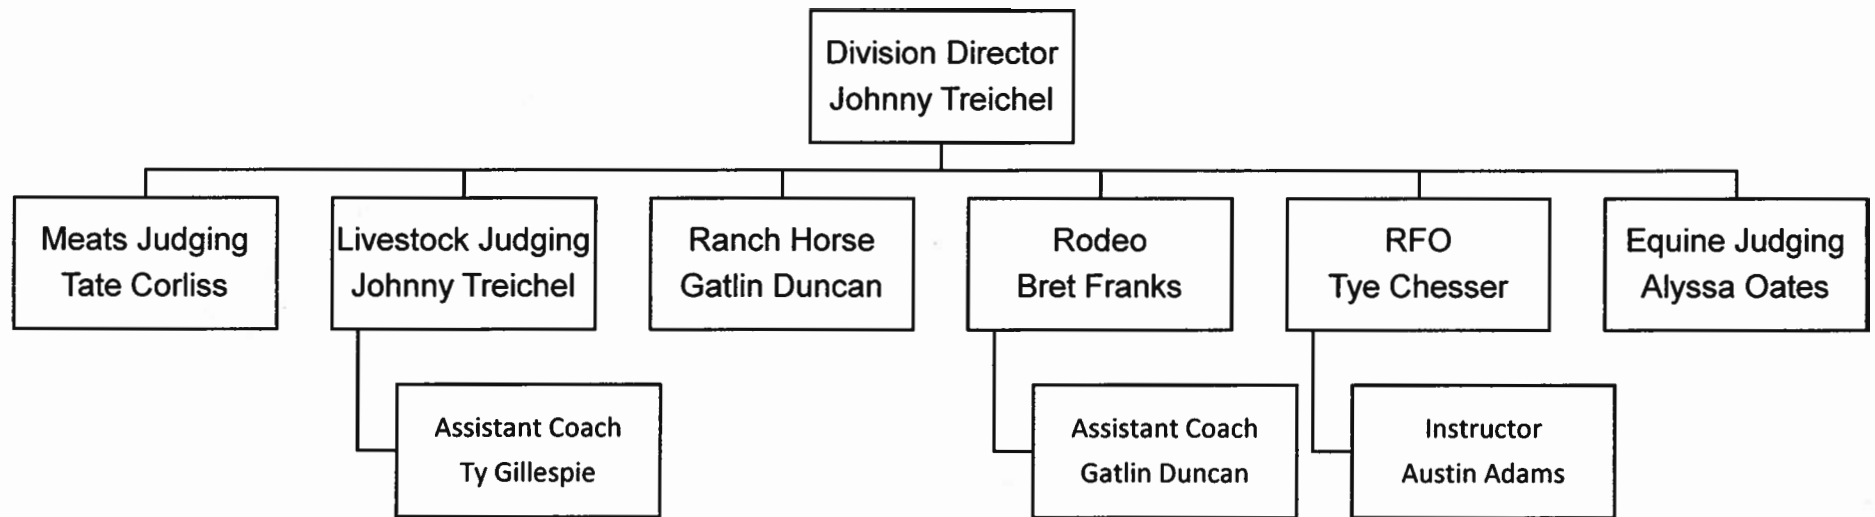 Division Director
Johnny Treichel
Meats Judging
Tate Corliss
Livestock Judging
Johnny Treichel
Ranch Horse
Gatlin Duncan
Rodeo
Bret Franks
RFO
Tye Chesser
Equine Judging
Alyssa Oates
Assistant Coach
Ty Gillespie
Assistant Coach
Gatlin Duncan
Instructor
Austin Adams